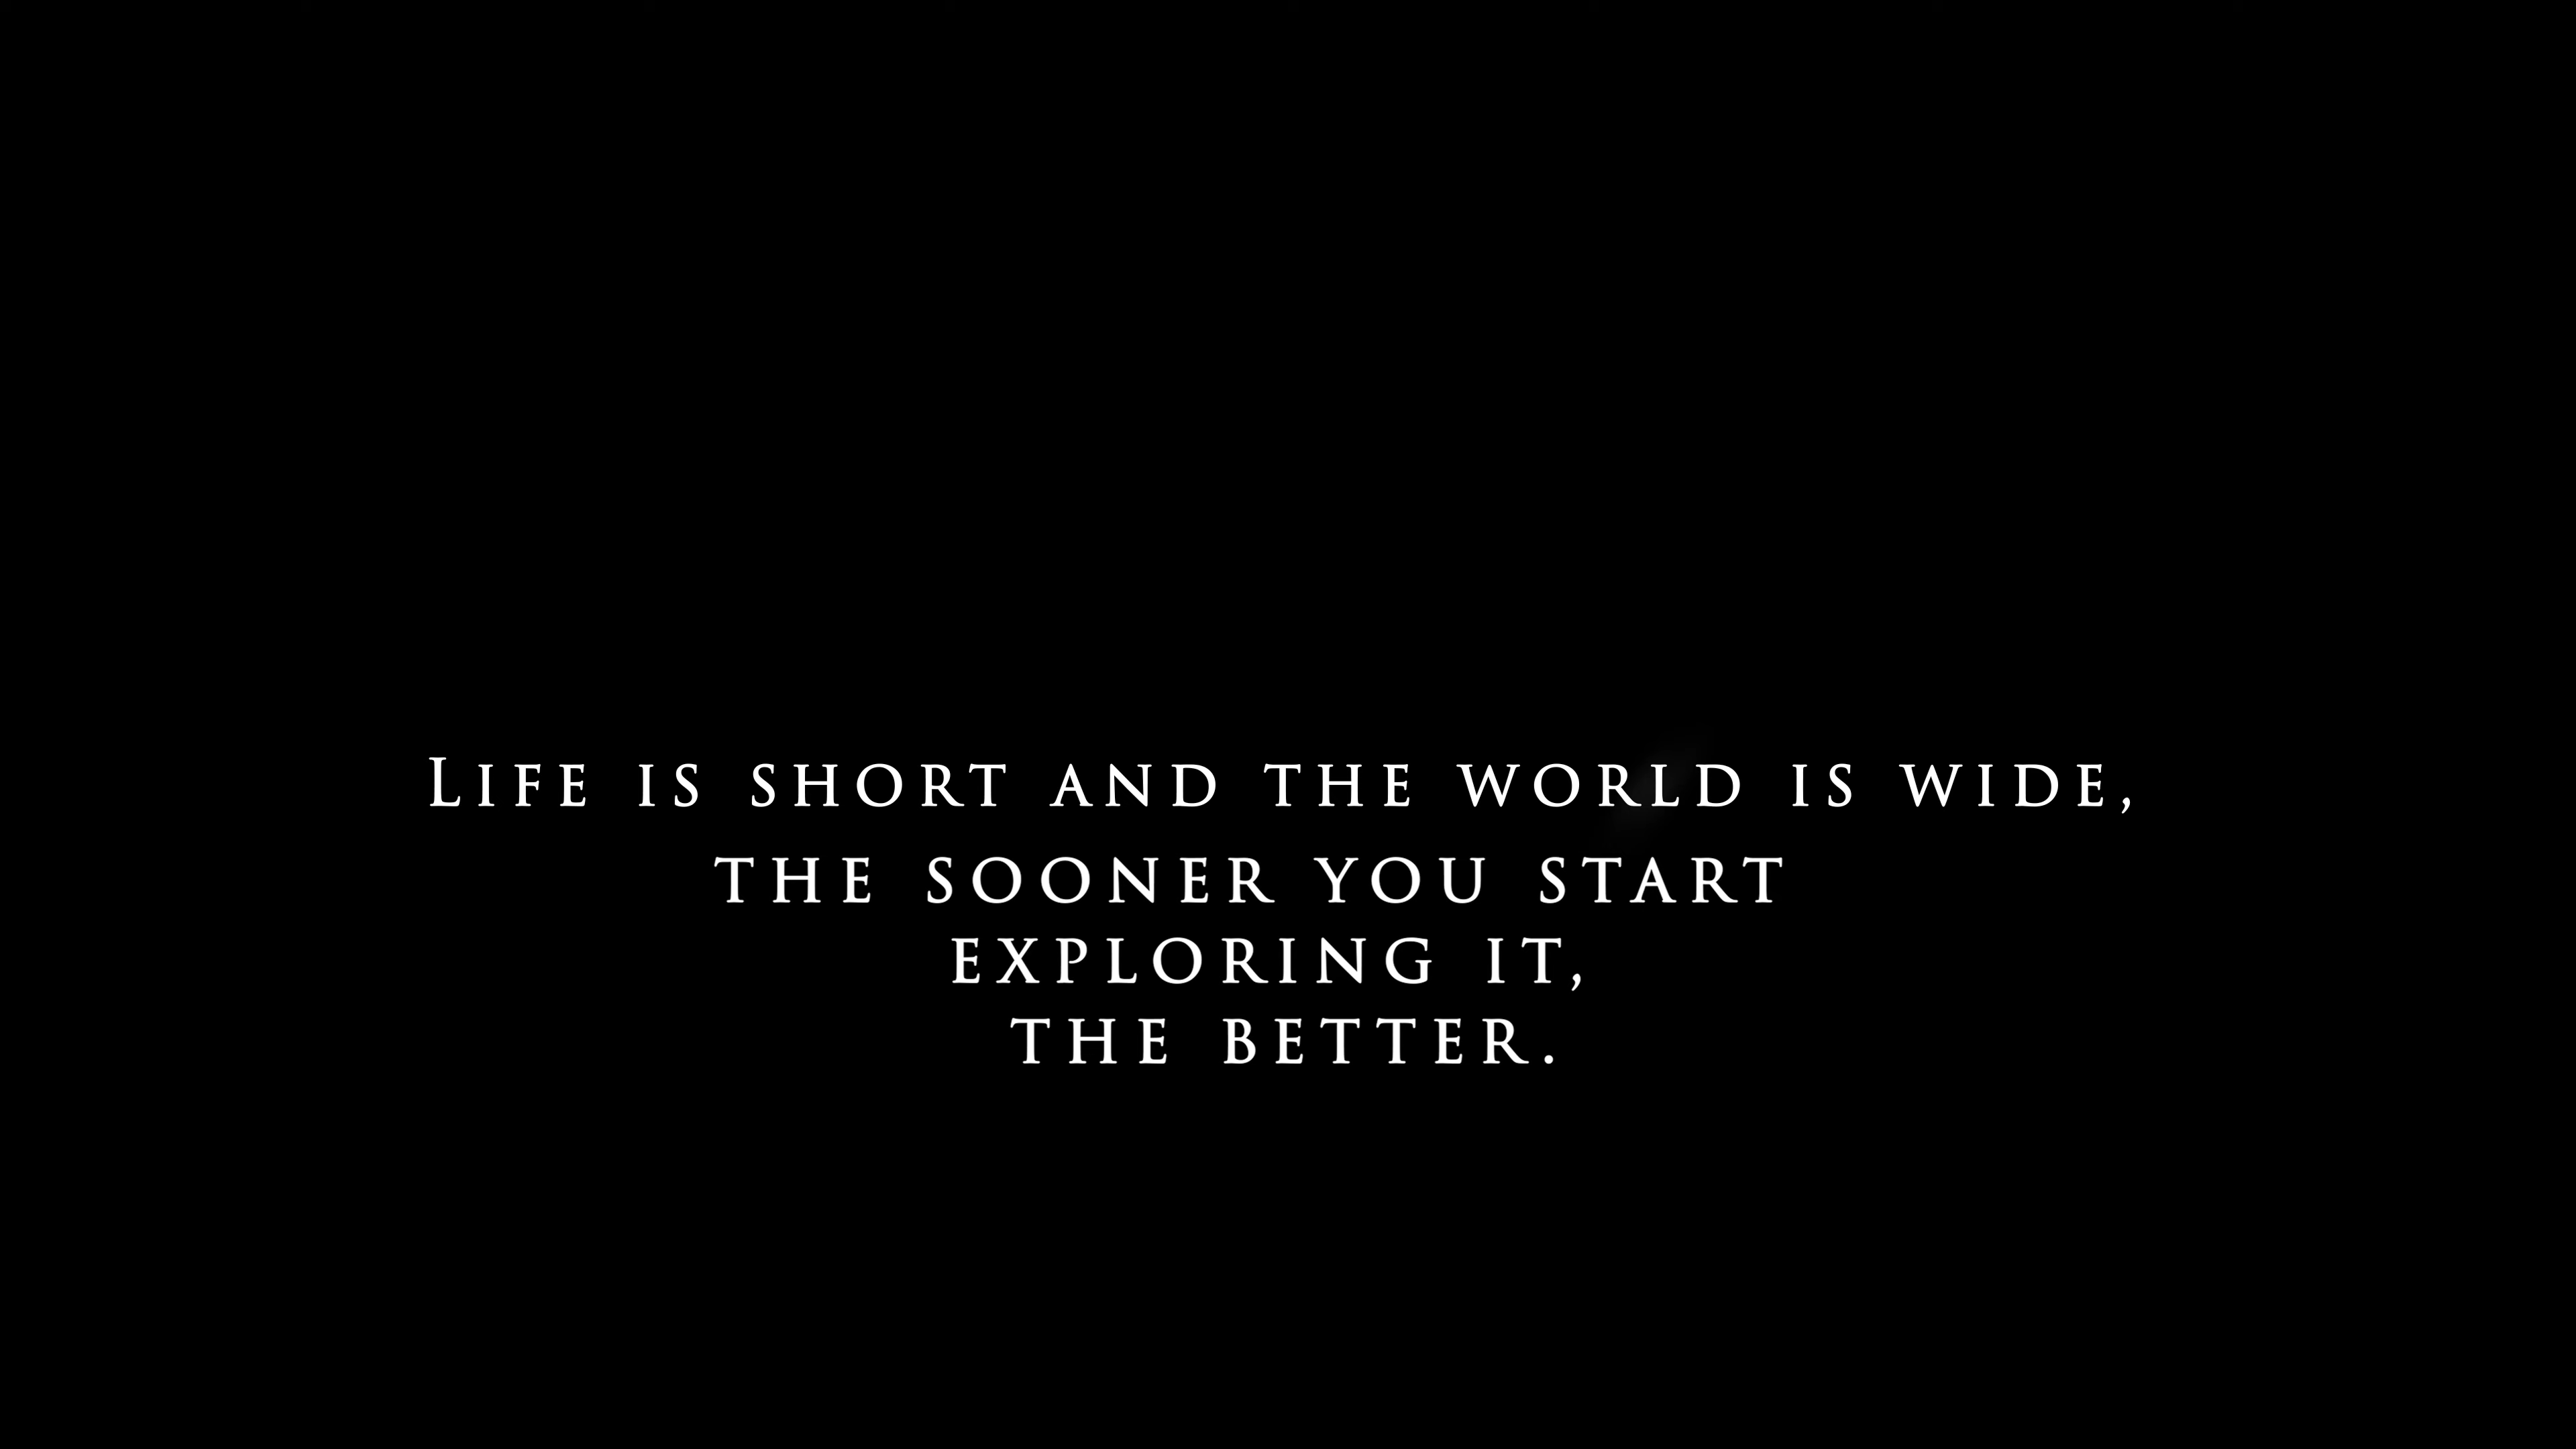 Life is short and the world is wide,
the sooner you start
exploring it,
the better.